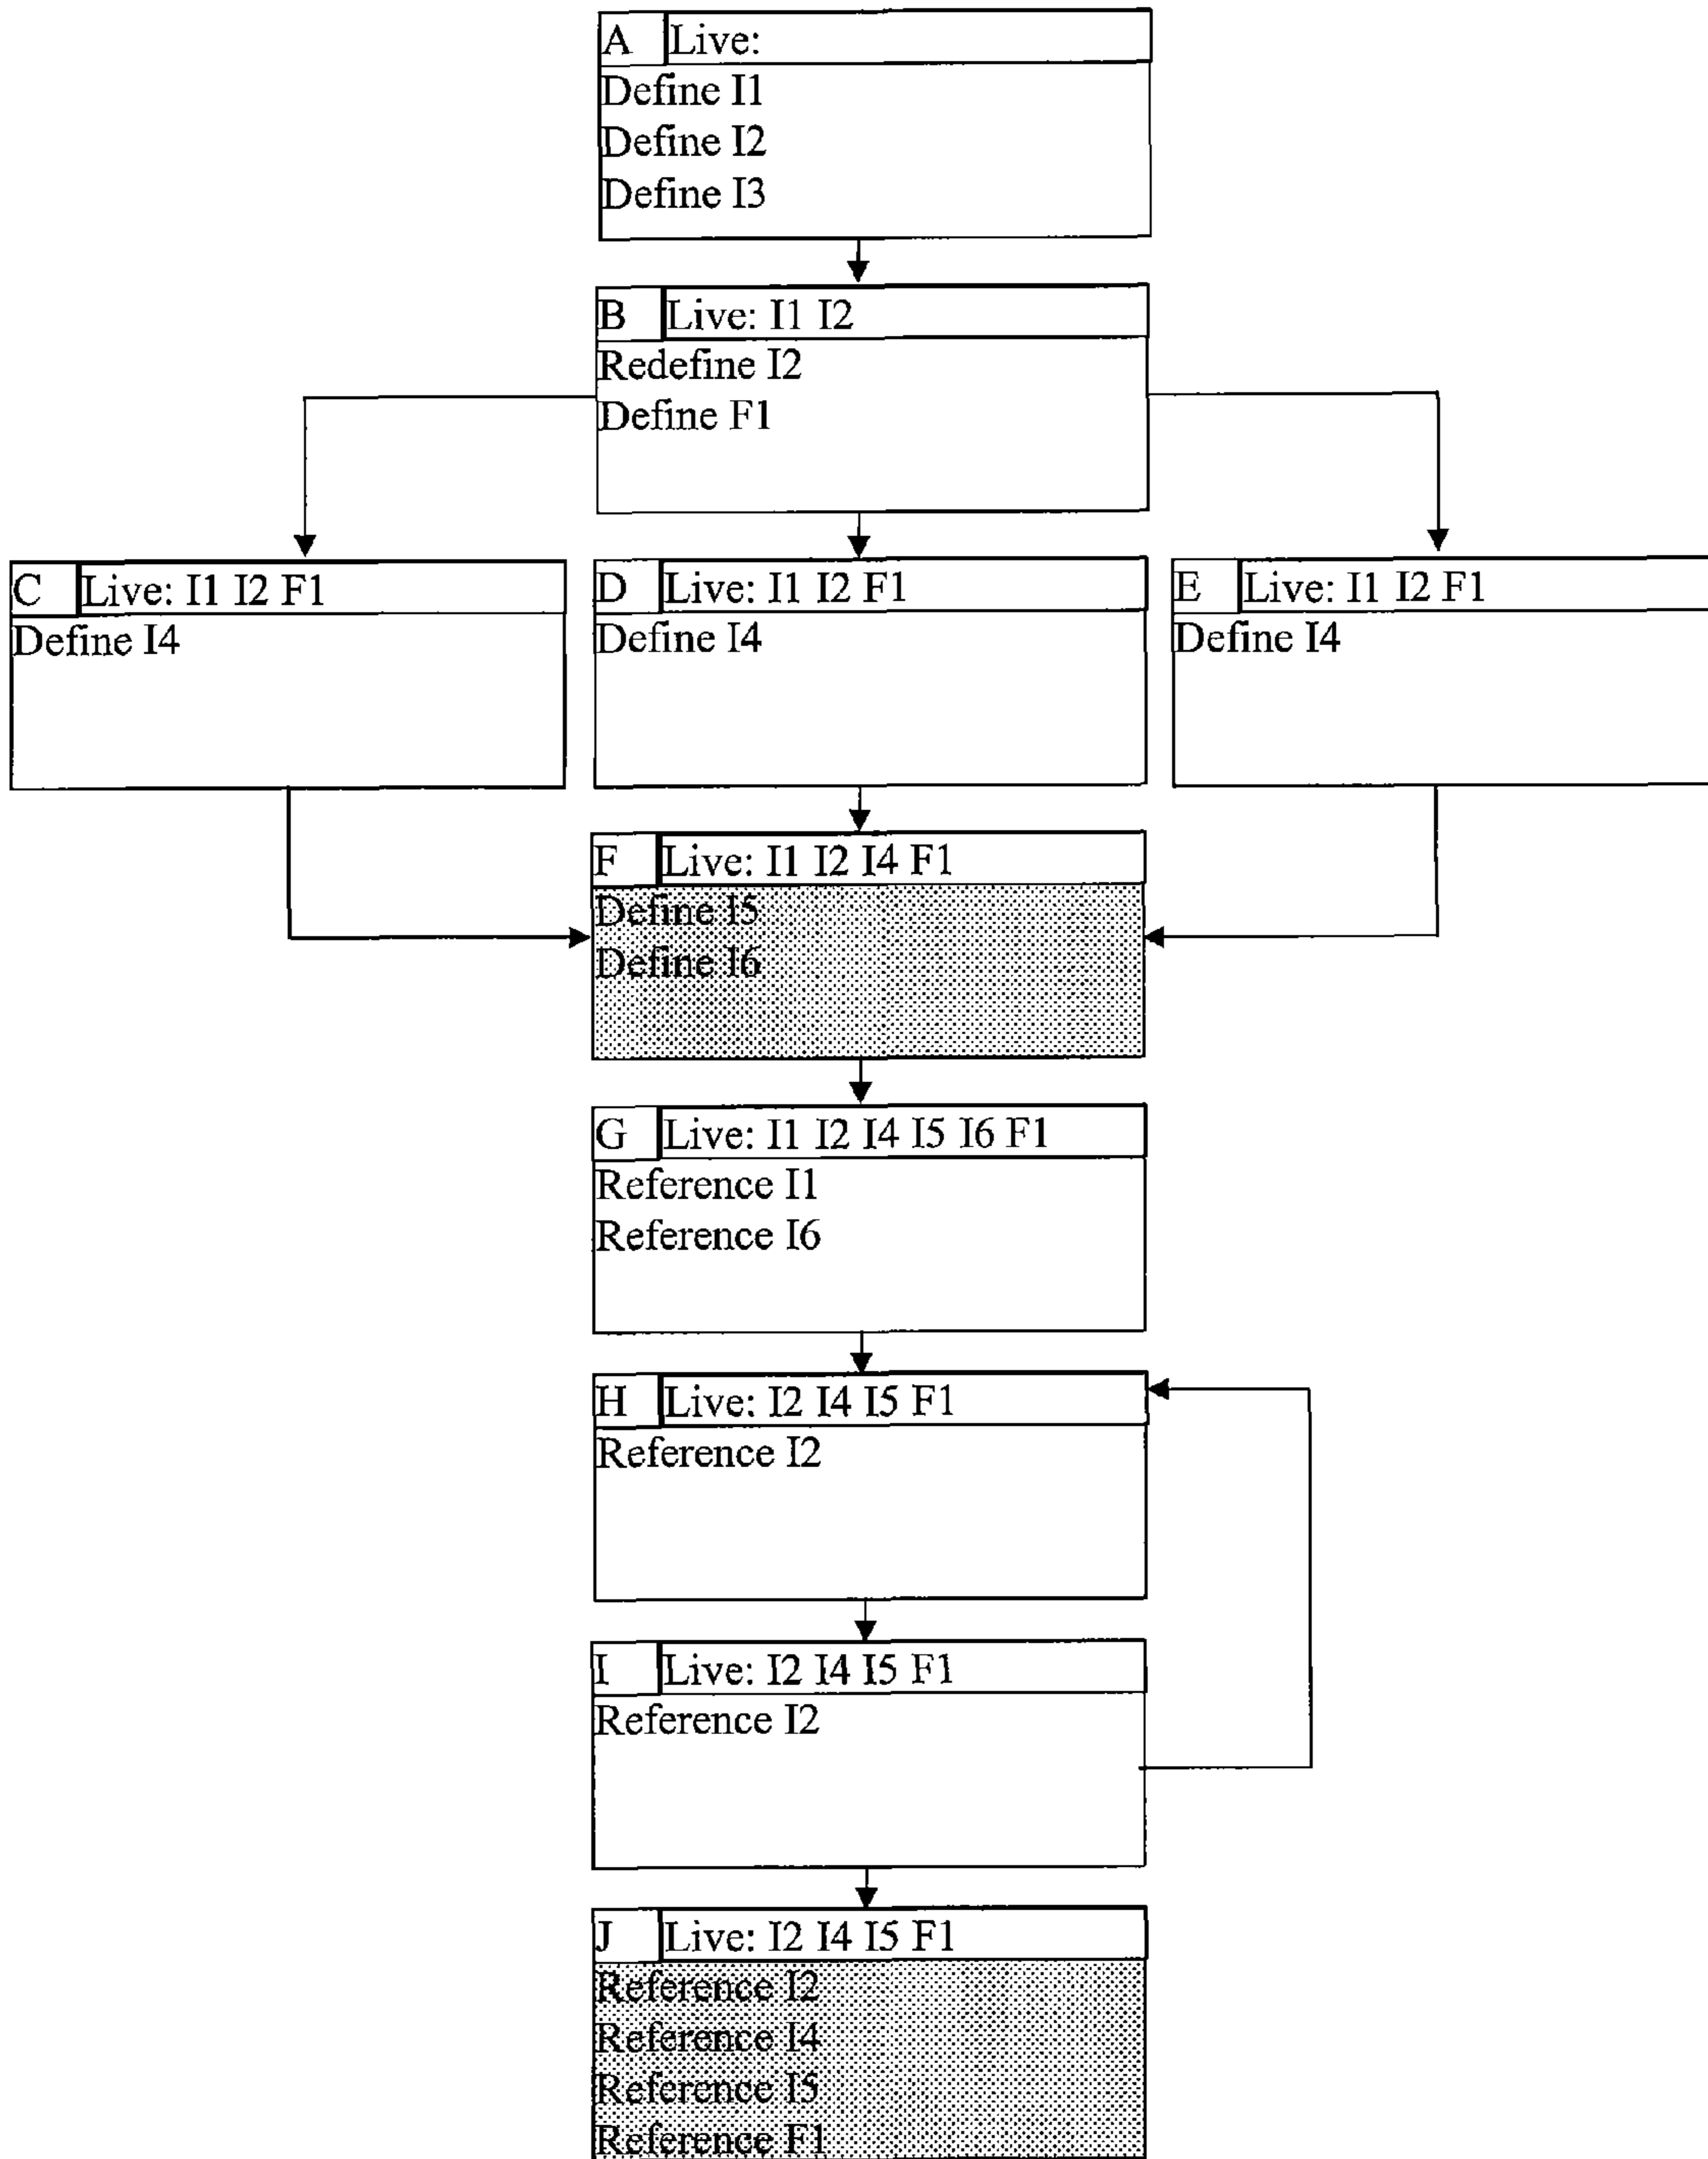 A Live:
Define I1
Define I2
Define I3
B Live: I1 I2
Redefine I2
Define F1
C Live: I1 I2 F1
Define I4
D Live: I1 I2 F1
Define I4
E Live: I1 I2 F1
Define I4
F Live: I1 I2 I4 F1
Define I5
Define I6
G Live: I1 I2 I4 I5 I6 F1
Reference I1
Reference I6
H Live: I2 I4 I5 F1
Reference I2
I Live: I2 I4 I5 F1
Reference I2
J Live: I2 I4 I5 F1
Reference I2
Reference I4
Reference I5
Reference F1